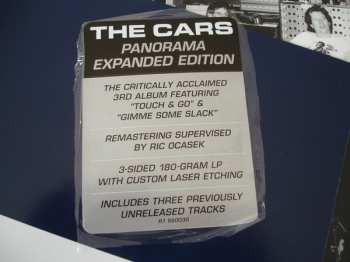 THE CARS
PANORAMA
EXPANDED EDITION
THE CRITICALLY ACCLAIMED
3RD ALBUM FEATURING
"TOUCH & GO" &
"GIMME SOME SLACK"
REMASTERING SUPERVISED
BY RIC OCASEK
3-SIDED 180-GRAM LP
WITH CUSTOM LASER ETCHING
INCLUDES THREE PREVIOUSLY
UNRELEASED TRACKS